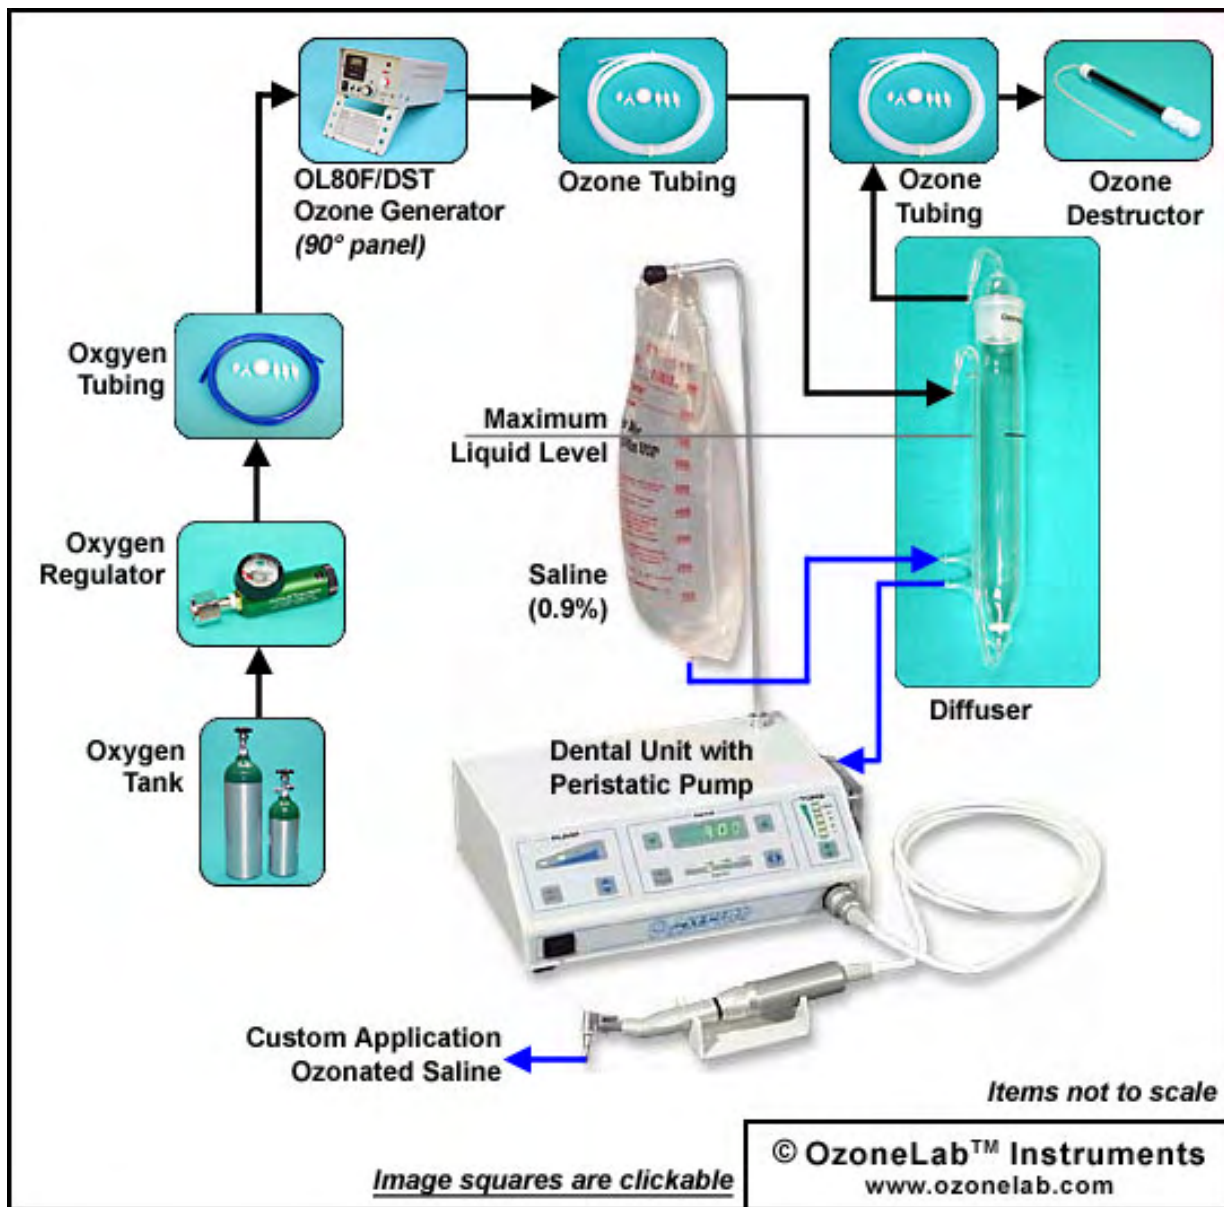 OL80F/DST
Ozone Generator
(90° panel)
Ozone Tubing
Ozone
Tubing
Ozone
Destructor
Oxgyen
Tubing
Maximum
Liquid Level
Oxygen
Regulator
Saline
(0.9%)
Diffuser
Oxygen
Tank
Dental Unit with
Peristatic Pump
900
Custom Application
Ozonated Saline
Items not to scale
Image squares are clickable
© OzoneLab™ Instruments
www.ozonelab.com